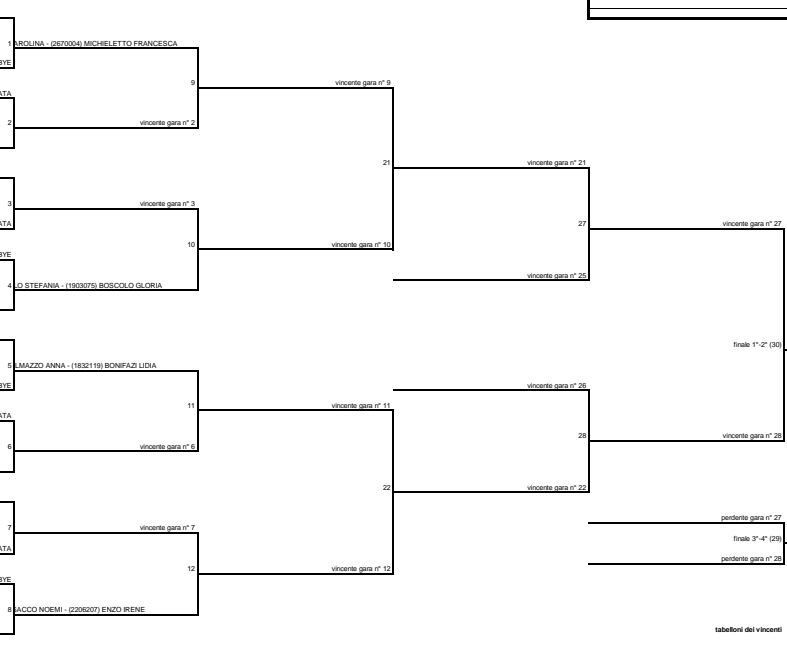 1 AROLINA - (2670004) MICHIELETTO FRANCESCA
BYE
9
vincente gara n° 9
ATA
2
vincente gara n° 2
21
vincente gara n° 21
3
vincente gara n° 3
ATA
27
vincente gara n° 27
10
vincente gara n° 10
BYE
vincente gara n° 25
4 LO STEFANIA - (1903075) BOSCOLO GLORIA
finale 1°-2° (30)
5 LMAZZO ANNA - (1832119) BONIFAZI LIDIA
BYE
vincente gara n° 26
11
vincente gara n° 11
ATA
28
vincente gara n° 28
6
vincente gara n° 6
22
vincente gara n° 22
perdente gara n° 27
7
vincente gara n° 7
finale 3°-4° (29)
ATA
perdente gara n° 28
12
vincente gara n° 12
BYE
8 SACCO NOEMI - (2206207) ENZO IRENE
tabelloni dei vincenti